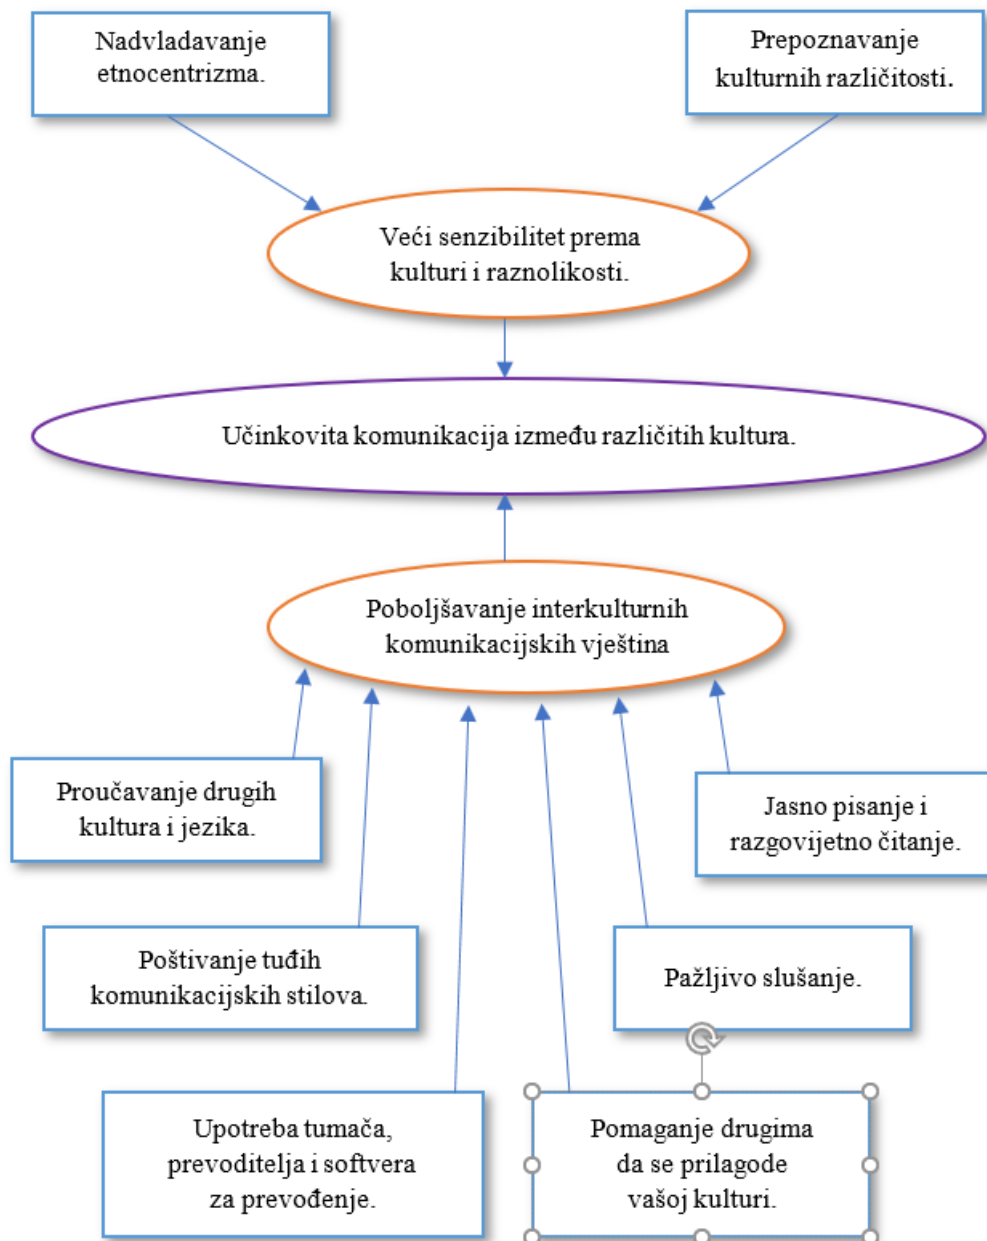 Nadvladavanje
etnocentrizma.
Prepoznavanje
kulturnih različitosti.
Veći senzibilitet prema
kulturi i raznolikosti.
Učinkovita komunikacija između različitih kultura.
Poboljšavanje interkulturnih
komunikacijskih vještina
Proučavanje drugih
kultura i jezika.
Jasno pisanje i
razgovijetno čitanje.
Poštivanje tuđih
komunikacijskih stilova.
Pažljivo slušanje.
Upotreba tumača,
prevoditelja i softvera
za prevođenje.
Pomaganje drugima
da se prilagode
vašoj kulturi.